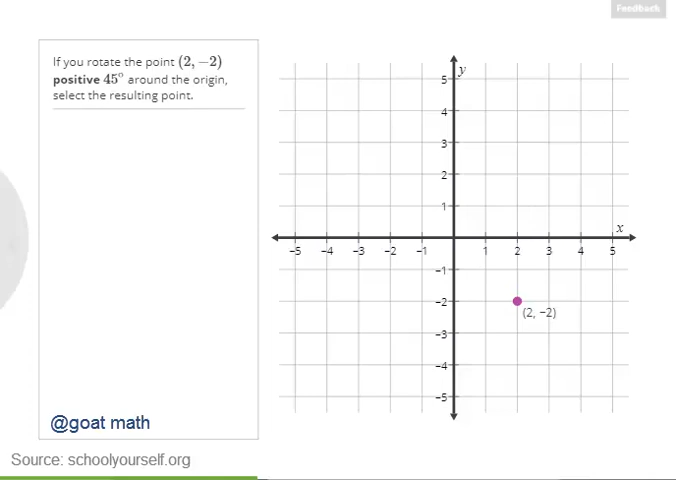 Feedback
If you rotate the point (2, −2)
positive 45° around the origin,
select the resulting point.
y
5
4
3
2
1
x
−5 −4 −3 −2 −1 1 2 3 4 5
−1
−2
(2, −2)
−3
−4
−5
@goat math
Source: schoolyourself.org